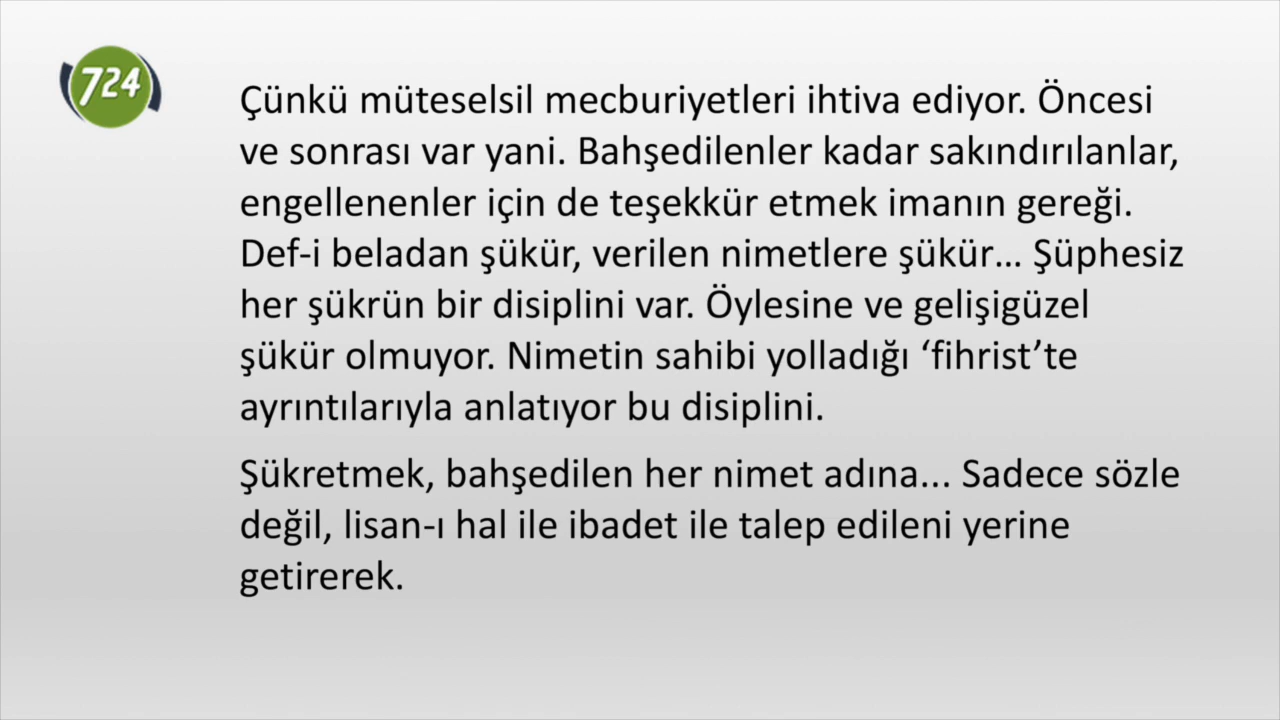 724
Çünkü müteselsil mecburiyetleri ihtiva ediyor. Öncesi
ve sonrası var yani. Bahşedilenler kadar sakındırılanlar,
engellenenler için de teşekkür etmek imanın gereği.
Def-i beladan şükür, verilen nimetlere şükür... Şüphesiz
her şükrün bir disiplini var. Öylesine ve gelişigüzel
şükür olmuyor. Nimetin sahibi yolladığı ‘fihrist’te
ayrıntılarıyla anlatıyor bu disiplini.
Şükretmek, bahşedilen her nimet adına... Sadece sözle
değil, lisan-ı hal ile ibadet ile talep edileni yerine
getirerek.